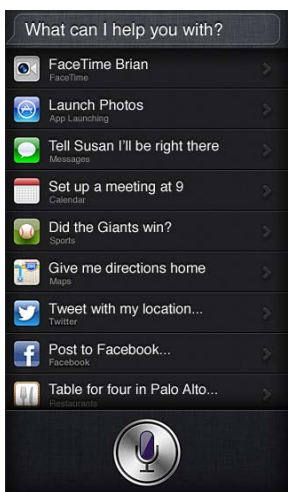 What can I help you with?
FaceTime Brian
FaceTime
Launch Photos
App Launching
Tell Susan I'll be right there
Messages
Set up a meeting at 9
Calendar
Did the Giants win?
Sports
Give me directions home
Maps
Tweet with my location...
Twitter
Post to Facebook...
Facebook
Table for four in Palo Alto...
Restaurants